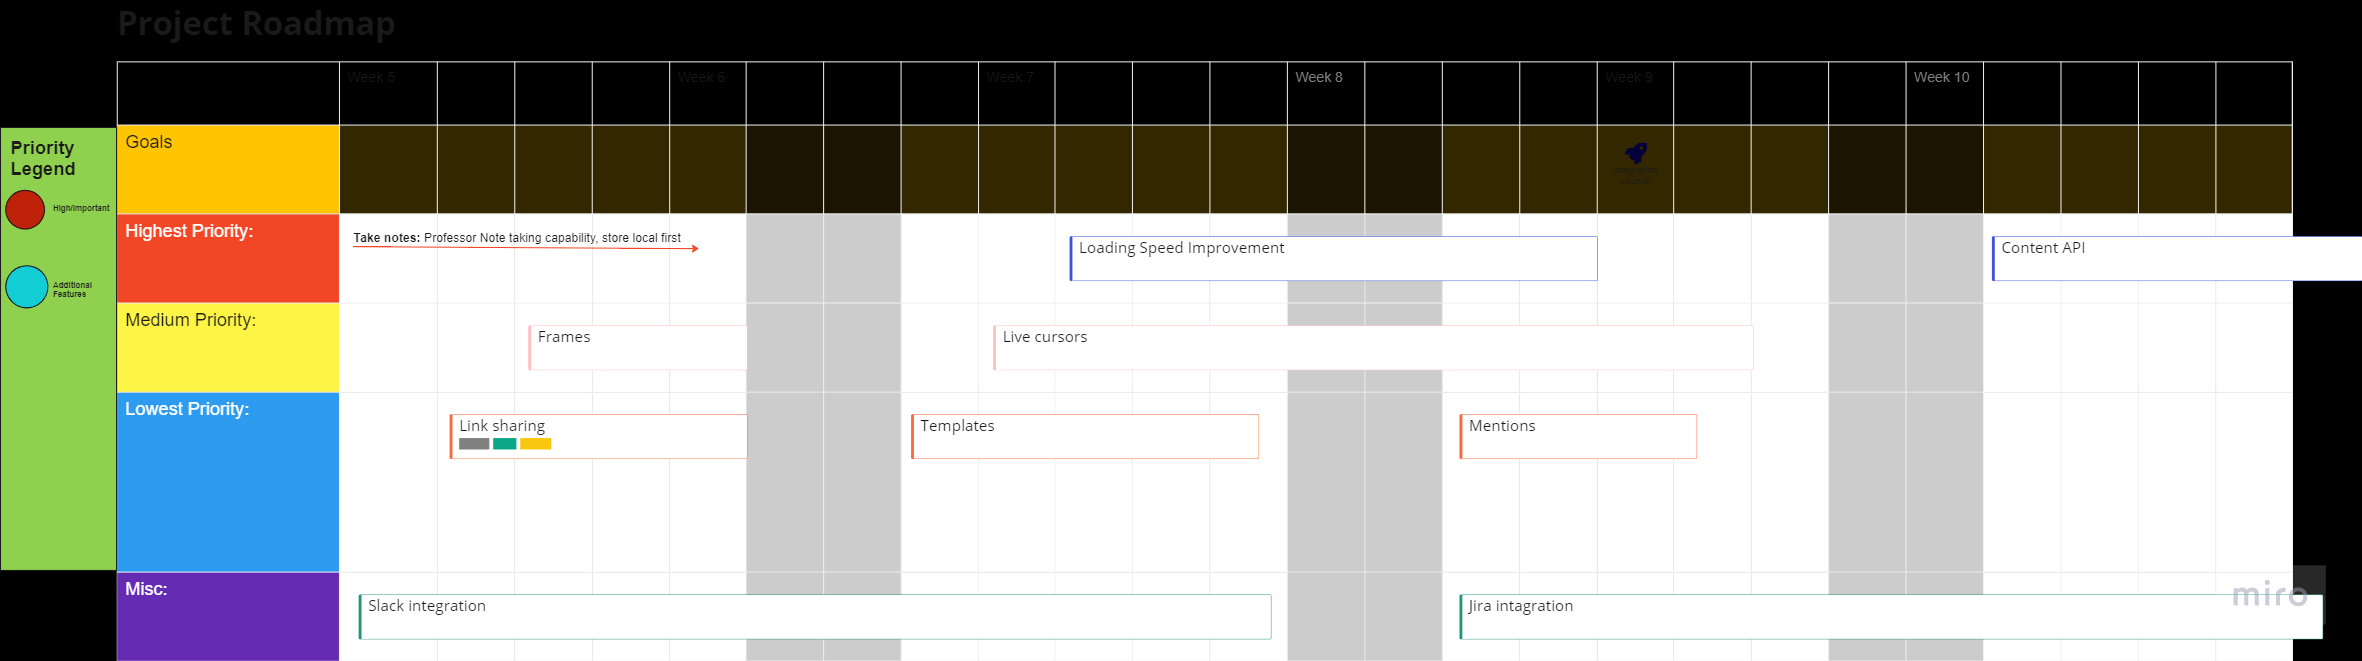 Project Roadmap
Week 5
Week 6
Week 7
Week 8
Week 9
Week 10
Priority
Legend
High/Important
Additional
Features
Goals
Integration
Launch
Highest Priority:
Take notes: Professor Note taking capability, store local first
Loading Speed Improvement
Content API
Medium Priority:
Frames
Live cursors
Lowest Priority:
Link sharing
Templates
Mentions
Misc:
Slack integration
Jira intagration
miro